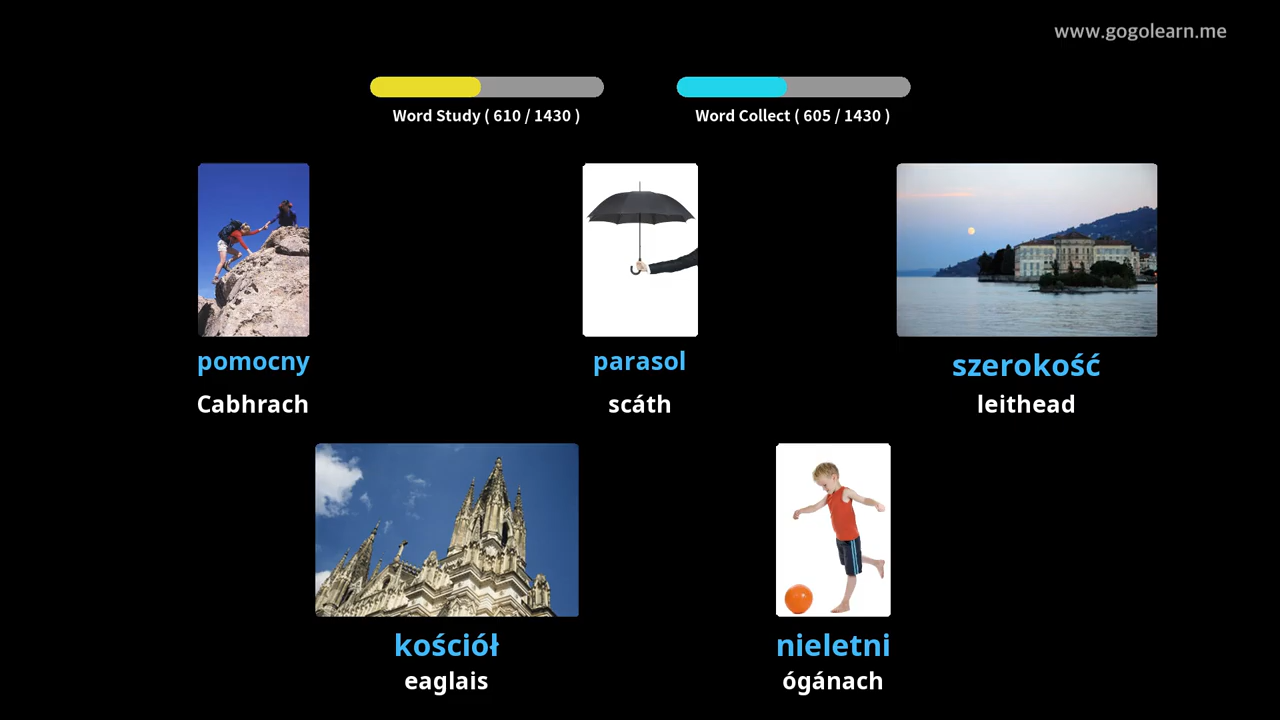 www.gogolearn.me
Word Study ( 610 / 1430 )
Word Collect ( 605 / 1430 )
pomocny
Cabhrach
parasol
scáth
szerokość
leithead
kościół
eaglais
nieletni
ógánach